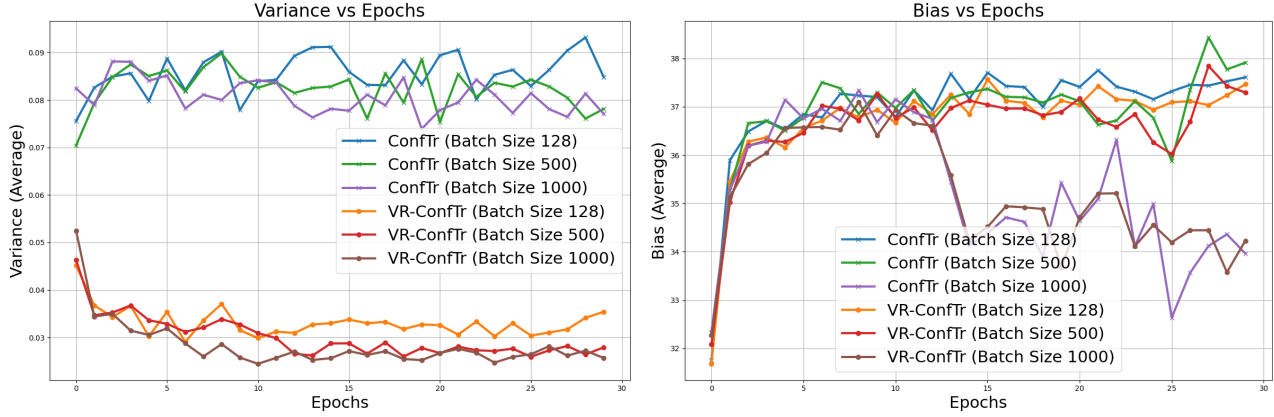 Variance vs Epochs
Variance (Average)
0.09
0.08
0.07
0.06
0.05
0.04
0.03
ConfTr (Batch Size 128)
ConfTr (Batch Size 500)
ConfTr (Batch Size 1000)
VR-ConfTr (Batch Size 128)
VR-ConfTr (Batch Size 500)
VR-ConfTr (Batch Size 1000)
0 5 10 15 20 25 30
Epochs
Bias vs Epochs
Bias (Average)
38
37
36
35
34
33
32
ConfTr (Batch Size 128)
ConfTr (Batch Size 500)
ConfTr (Batch Size 1000)
VR-ConfTr (Batch Size 128)
VR-ConfTr (Batch Size 500)
VR-ConfTr (Batch Size 1000)
0 5 10 15 20 25 30
Epochs